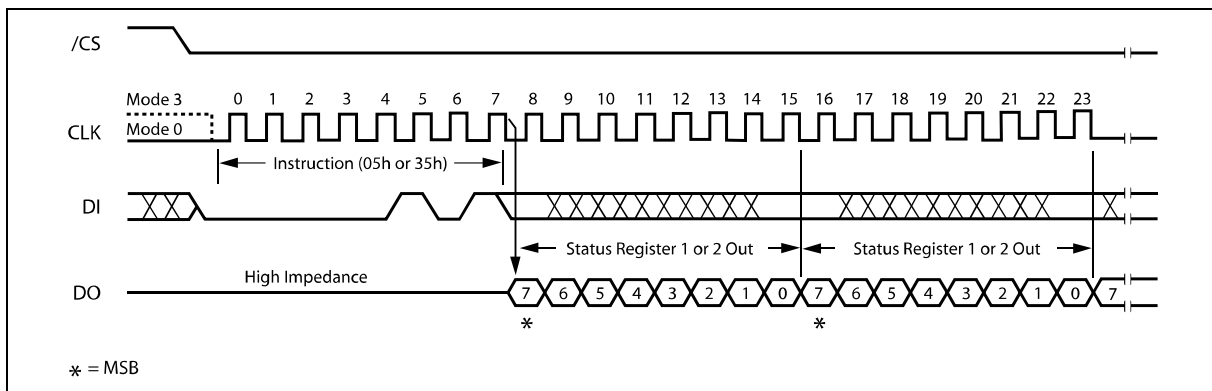 /CS
Mode 3
0 1 2 3 4 5 6 7 8 9 10 11 12 13 14 15 16 17 18 19 20 21 22 23
CLK
Mode 0
Instruction (05h or 35h)
DI
Status Register 1 or 2 Out
Status Register 1 or 2 Out
High Impedance
DO
7 6 5 4 3 2 1 0 7 6 5 4 3 2 1 0 7
* *
* = MSB